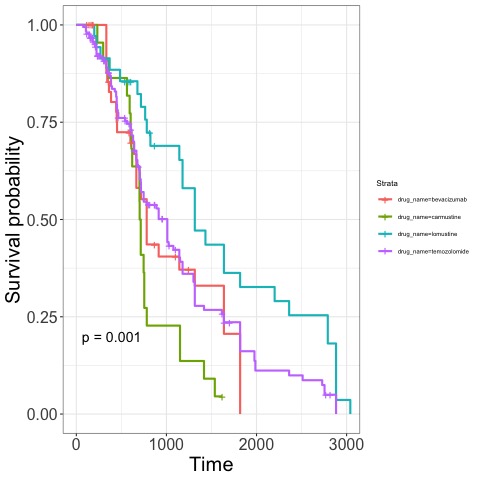 1.00
0.75
0.50
0.25
0.00
Survival probability
p = 0.001
0 1000 2000 3000
Time
Strata
drug_name=bevacizumab
drug_name=carmustine
drug_name=lomustine
drug_name=temozolomide